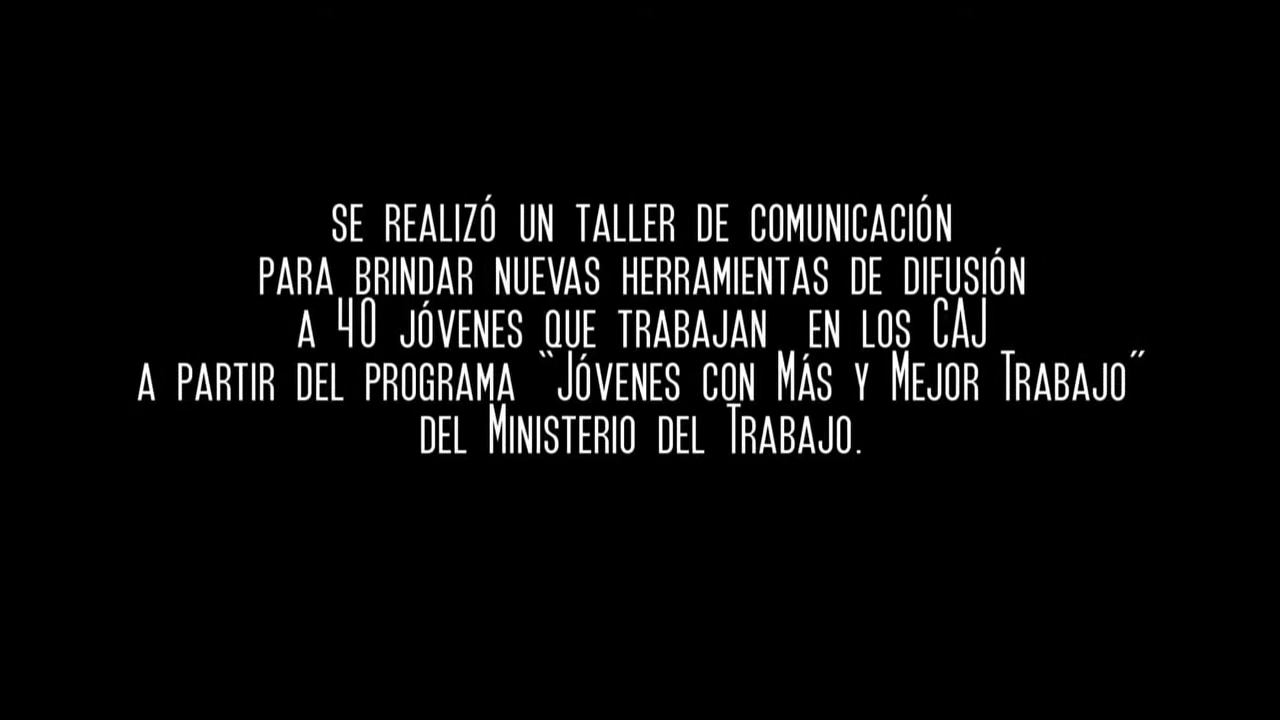 SE REALIZÓ UN TALLER DE COMUNICACIÓN
PARA BRINDAR NUEVAS HERRAMIENTAS DE DIFUSIÓN
A 40 JÓVENES QUE TRABAJAN EN LOS CAJ
A PARTIR DEL PROGRAMA “JÓVENES CON MÁS Y MEJOR TRABAJO”
DEL MINISTERIO DEL TRABAJO.